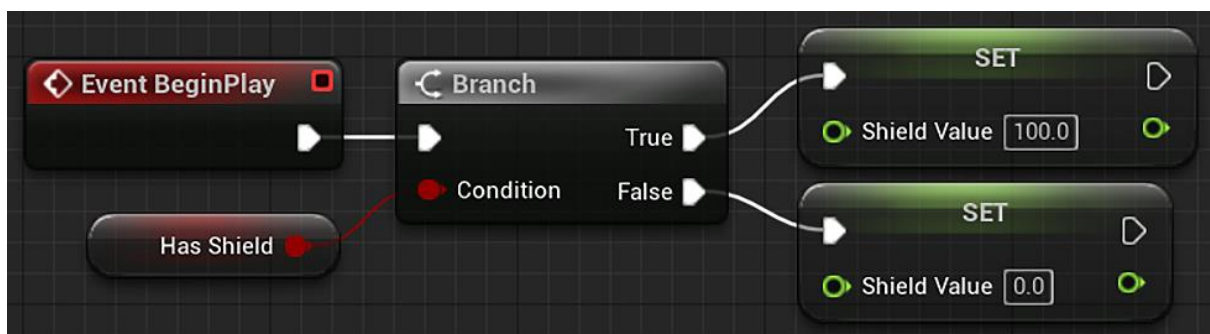 Event BeginPlay
Branch
True
Condition
False
Has Shield
SET
Shield Value 100.0
SET
Shield Value 0.0